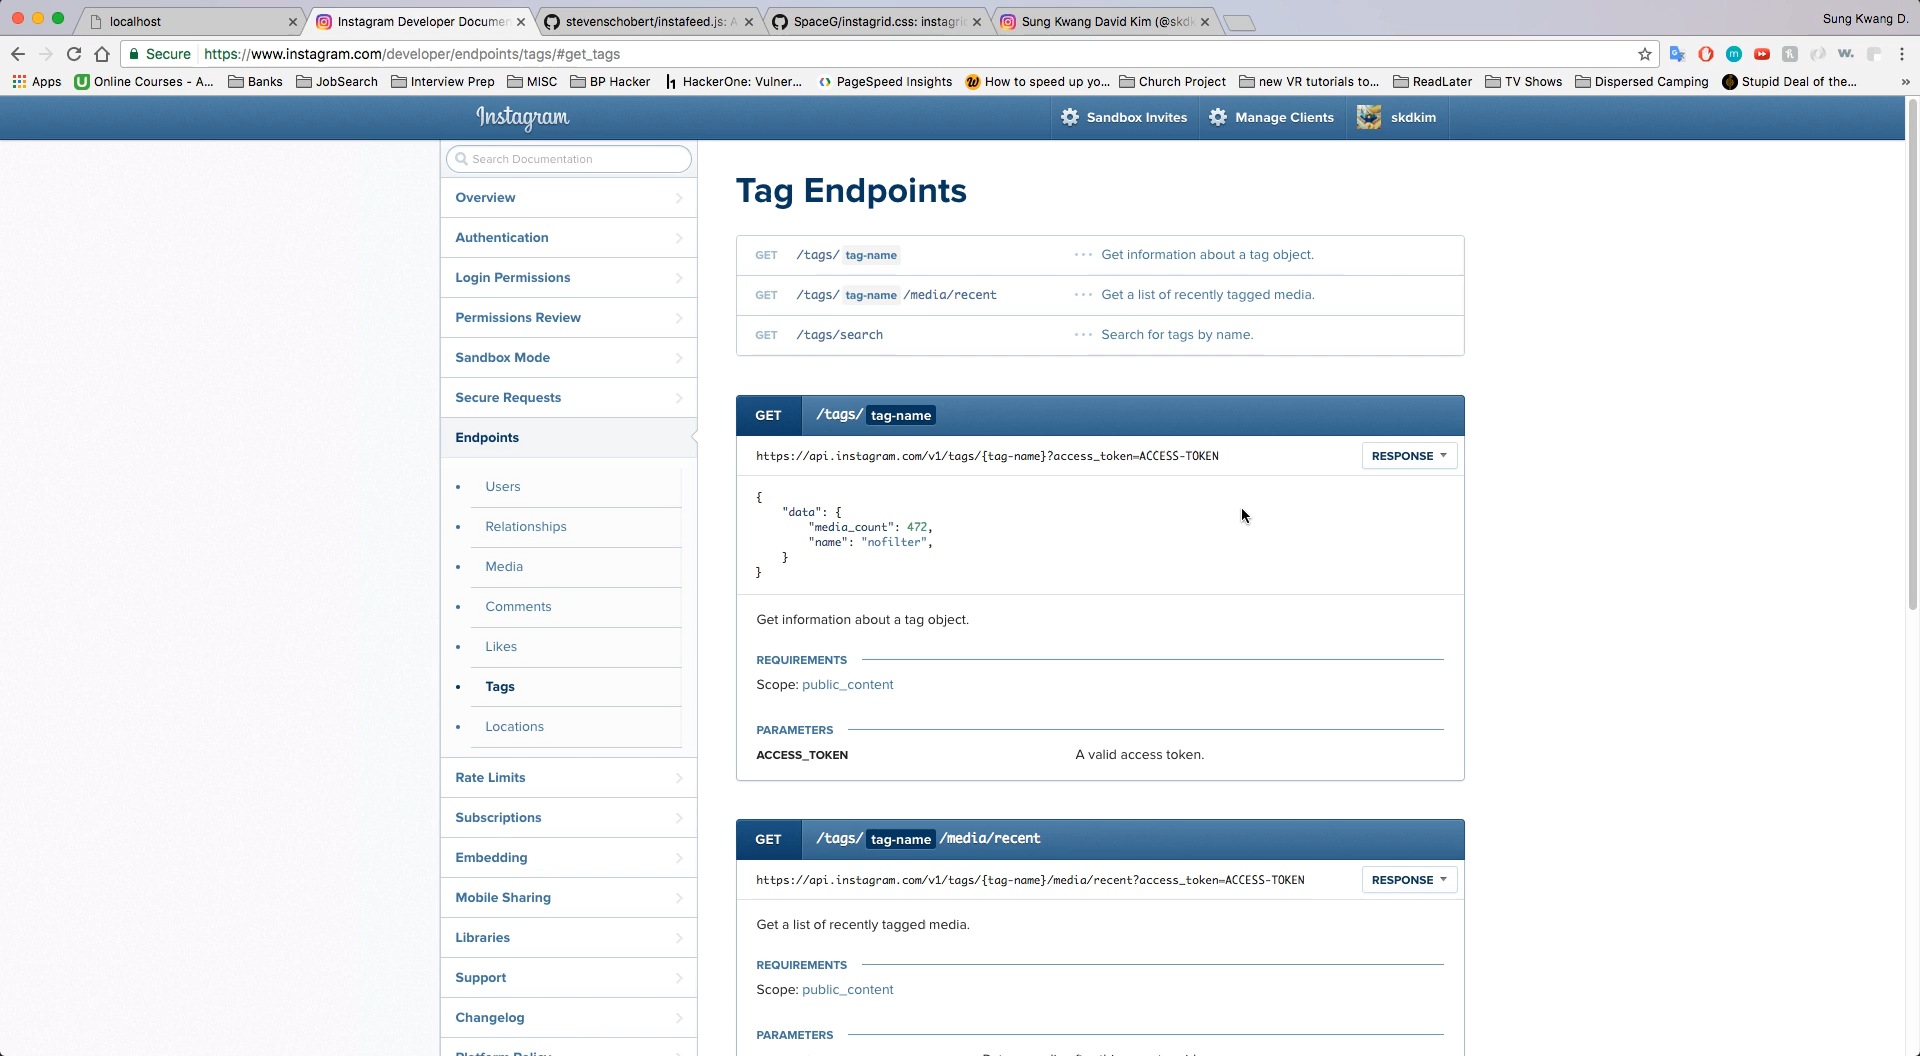 localhost
Instagram Developer Documen
stevenschobert/instafeed.js: A
SpaceG/instagrid.css: instagri
Sung Kwang David Kim (@skdk
Sung Kwang D.
Secure
https://www.instagram.com/developer/endpoints/tags/#get_tags
Apps
Online Courses - A...
Banks
JobSearch
Interview Prep
MISC
BP Hacker
HackerOne: Vulner...
PageSpeed Insights
How to speed up yo...
Church Project
new VR tutorials to...
ReadLater
TV Shows
Dispersed Camping
Stupid Deal of the...
Instagram
Sandbox Invites
Manage Clients
skdkim
Search Documentation
Overview
Authentication
Login Permissions
Permissions Review
Sandbox Mode
Secure Requests
Endpoints
Users
Relationships
Media
Comments
Likes
Tags
Locations
Rate Limits
Subscriptions
Embedding
Mobile Sharing
Libraries
Support
Changelog
Tag Endpoints
GET /tags/ tag-name ··· Get information about a tag object.
GET /tags/ tag-name /media/recent ··· Get a list of recently tagged media.
GET /tags/search ··· Search for tags by name.
GET /tags/ tag-name
https://api.instagram.com/v1/tags/{tag-name}?access_token=ACCESS-TOKEN
RESPONSE
{
"data": {
"media_count": 472,
"name": "nofilter",
}
}
Get information about a tag object.
REQUIREMENTS
Scope: public_content
PARAMETERS
ACCESS_TOKEN A valid access token.
GET /tags/ tag-name /media/recent
https://api.instagram.com/v1/tags/{tag-name}/media/recent?access_token=ACCESS-TOKEN
RESPONSE
Get a list of recently tagged media.
REQUIREMENTS
Scope: public_content
PARAMETERS